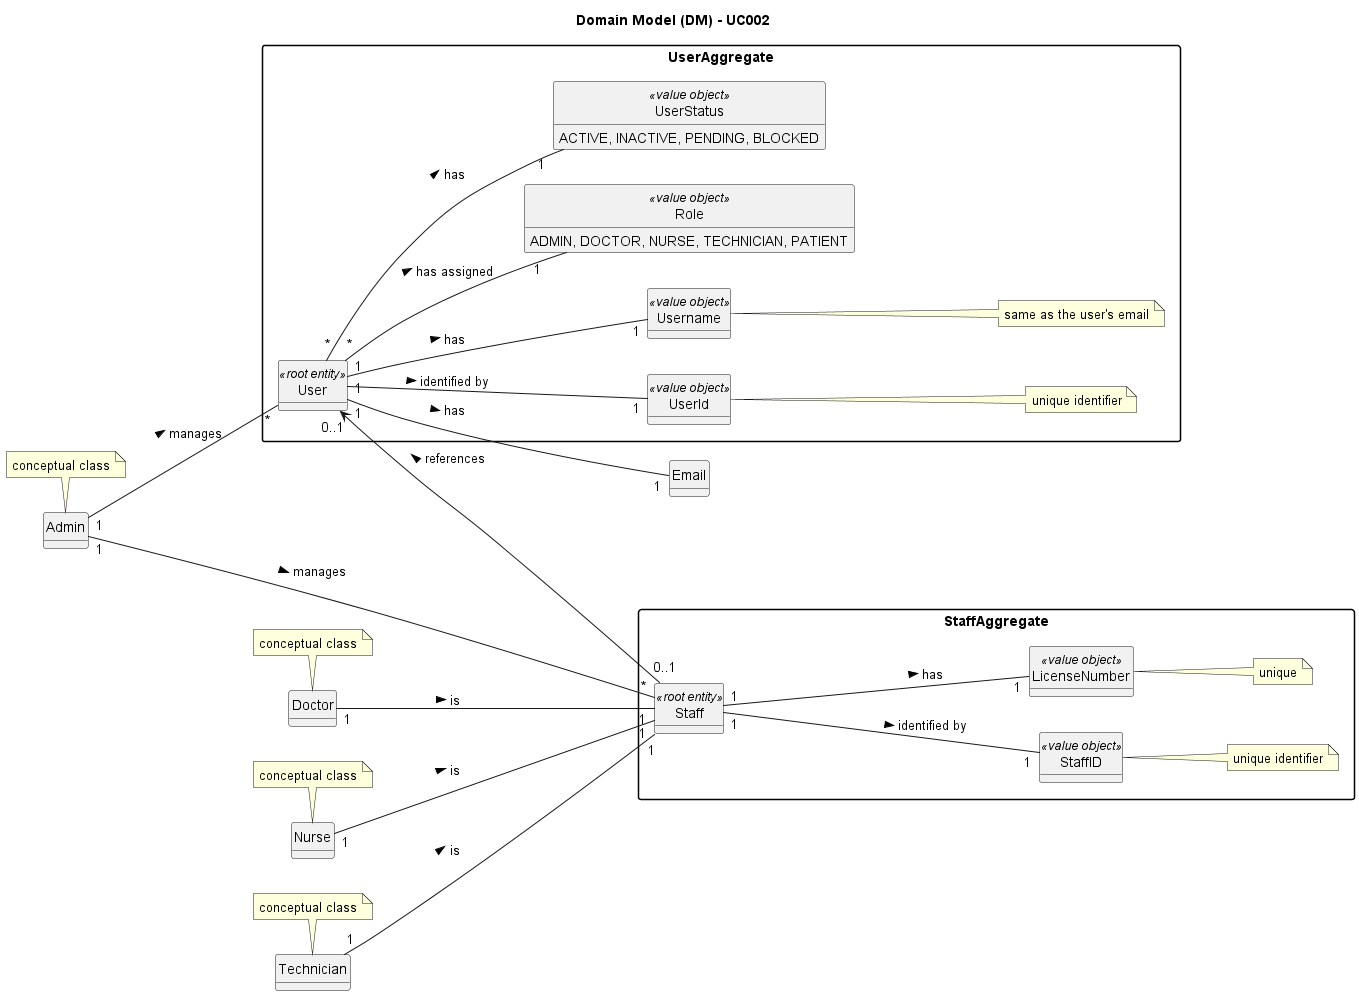 Domain Model (DM) - UC002
UserAggregate
«value object»
UserStatus
ACTIVE, INACTIVE, PENDING, BLOCKED
1
has
«value object»
Role
ADMIN, DOCTOR, NURSE, TECHNICIAN, PATIENT
1
has assigned
«value object»
Username
same as the user's email
* *
has
1
1
«root entity»
User
identified by
1
«value object»
UserId
unique identifier
1
has
1
*
0..1
manages
references
conceptual class
Email
1
Admin
1
1
manages
StaffAggregate
conceptual class
«value object»
LicenseNumber
unique
0..1
has
1
*
«root entity»
Staff
1
Doctor
1
is
1
1
identified by
1
1
«value object»
StaffID
unique identifier
1
conceptual class
is
Nurse
1
is
conceptual class
1
Technician